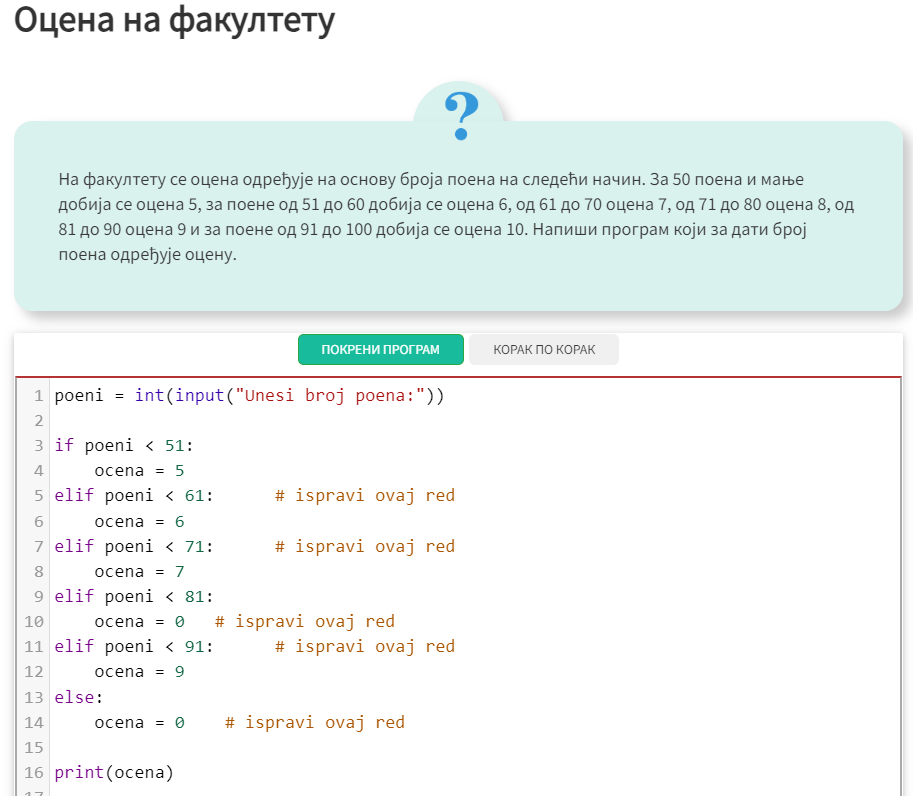 Оцена на факултету
?
На факултету се оцена одређује на основу броја поена на следећи начин. За 50 поена и мање
добија се оцена 5, за поене од 51 до 60 добија се оцена 6, од 61 до 70 оцена 7, од 71 до 80 оцена 8, од
81 до 90 оцена 9 и за поене од 91 до 100 добија се оцена 10. Напиши програм који за дати број
поена одређује оцену.
ПОКРЕНИ ПРОГРАМ КОРАК ПО КОРАК
1 poeni = int(input("Unesi broj poena:"))
2
3 if poeni < 51:
4     ocena = 5
5 elif poeni < 61:      # ispravi ovaj red
6     ocena = 6
7 elif poeni < 71:      # ispravi ovaj red
8     ocena = 7
9 elif poeni < 81:
10     ocena = 0   # ispravi ovaj red
11 elif poeni < 91:      # ispravi ovaj red
12     ocena = 9
13 else:
14     ocena = 0    # ispravi ovaj red
15
16 print(ocena)
17